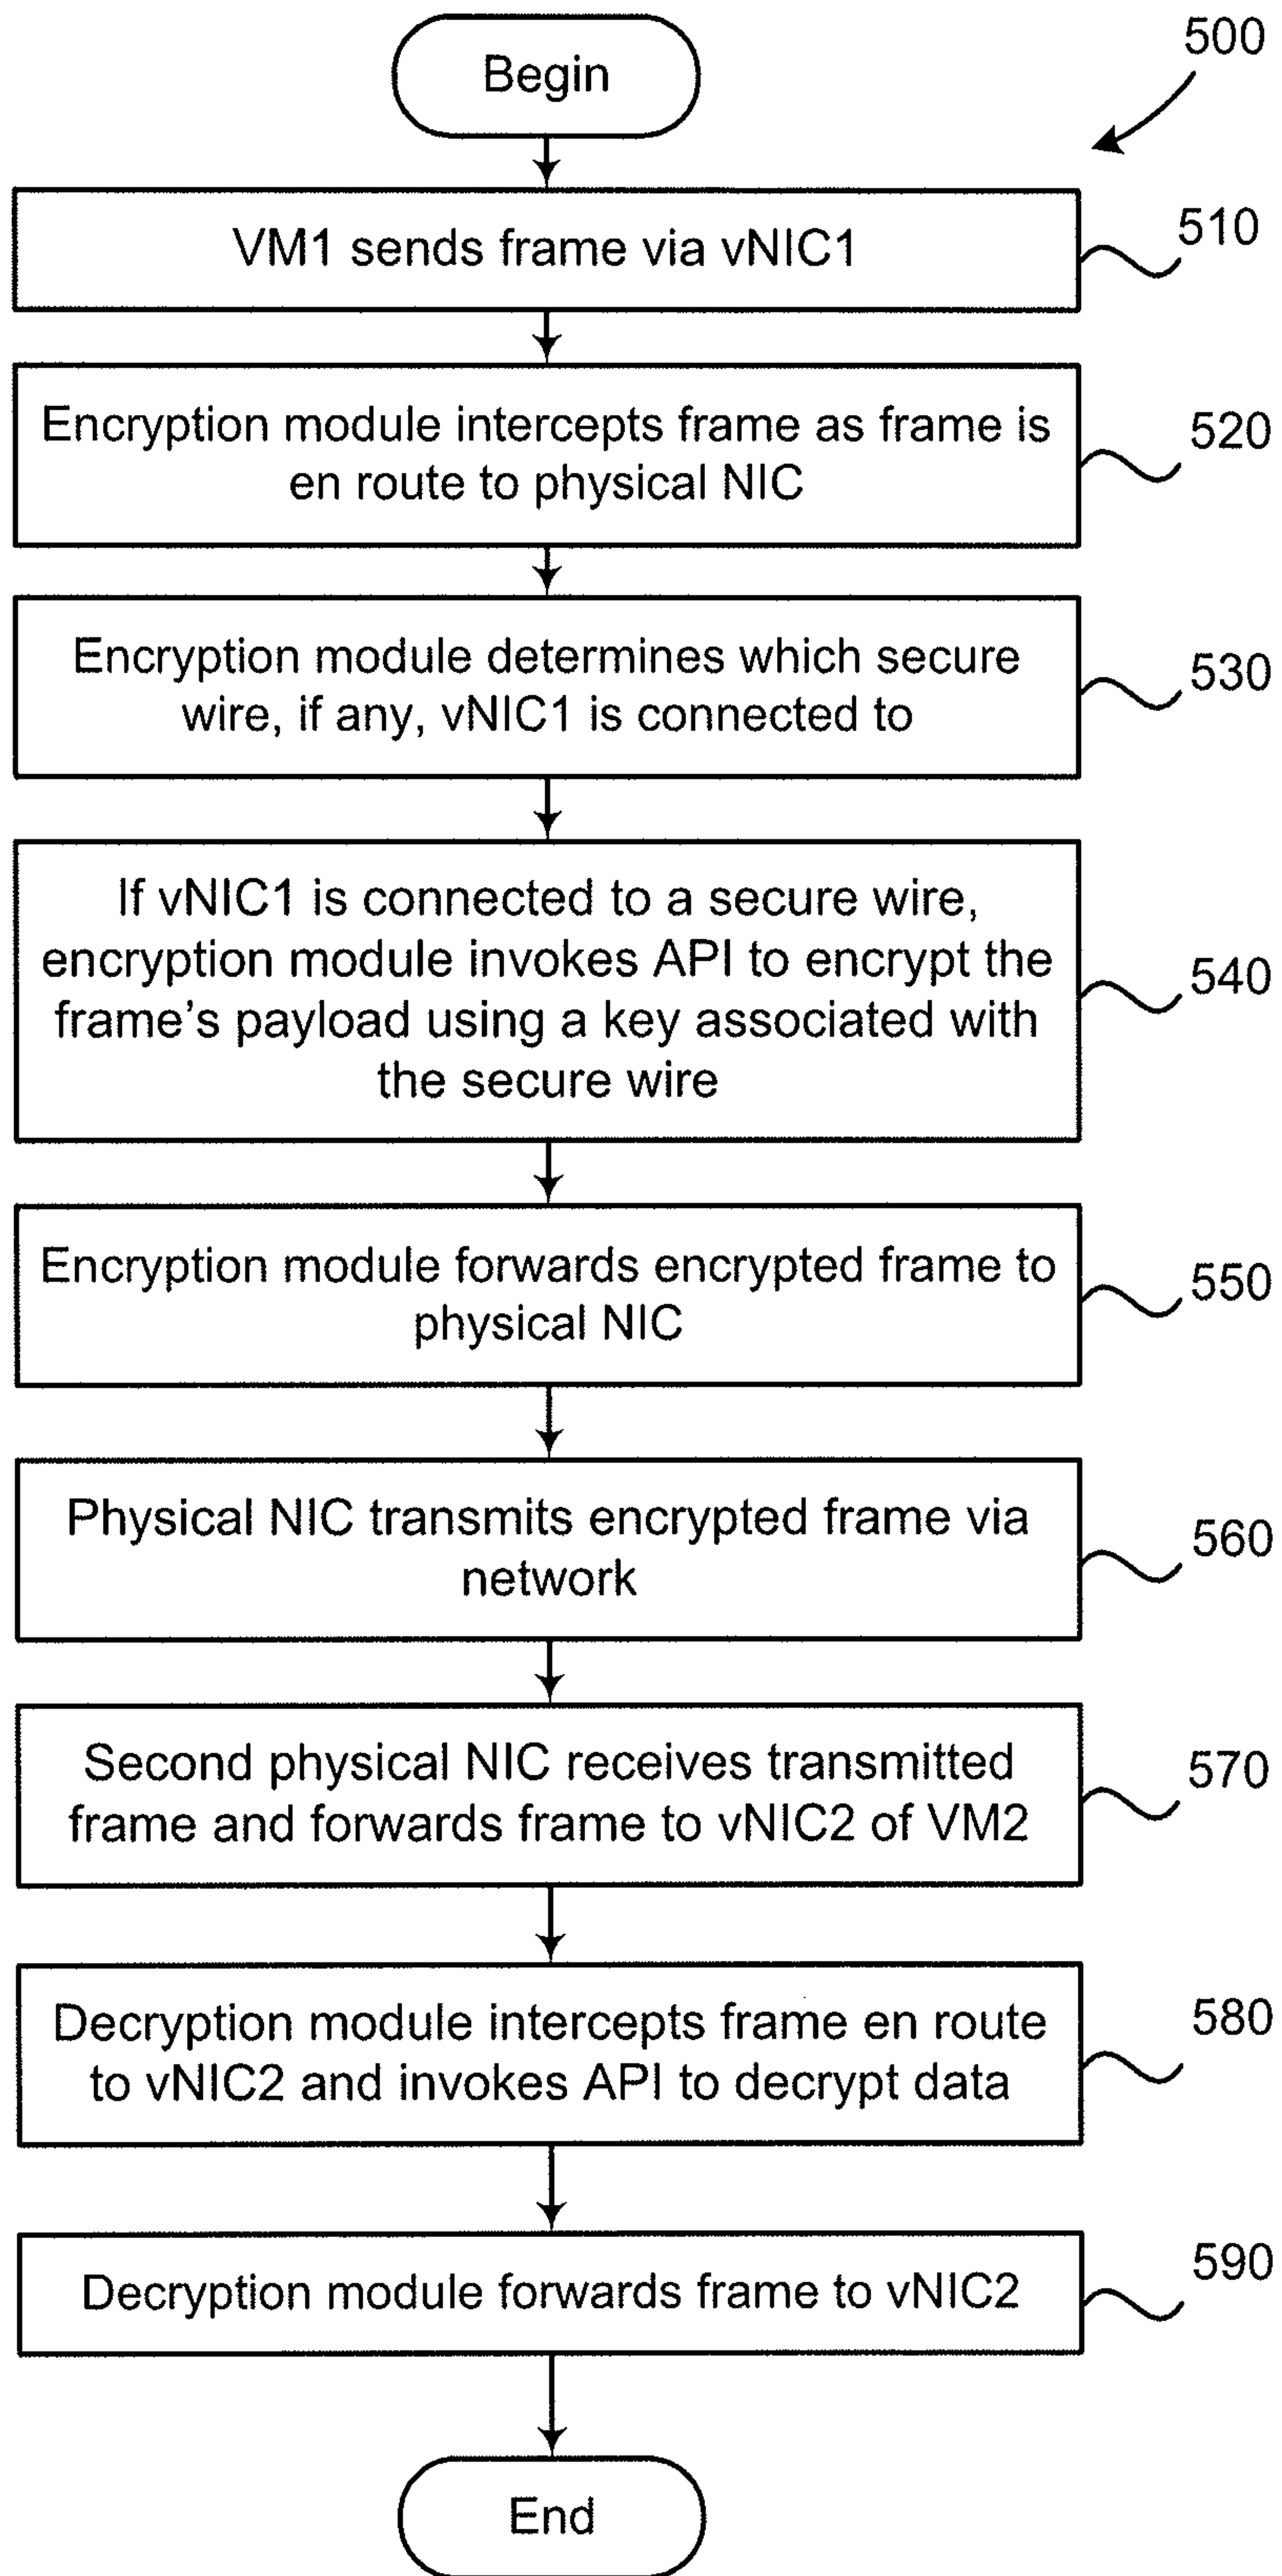 500
Begin
VM1 sends frame via vNIC1
510
Encryption module intercepts frame as frame is
en route to physical NIC
520
Encryption module determines which secure
wire, if any, vNIC1 is connected to
530
If vNIC1 is connected to a secure wire,
encryption module invokes API to encrypt the
frame's payload using a key associated with
the secure wire
540
Encryption module forwards encrypted frame to
physical NIC
550
Physical NIC transmits encrypted frame via
network
560
Second physical NIC receives transmitted
frame and forwards frame to vNIC2 of VM2
570
Decryption module intercepts frame en route
to vNIC2 and invokes API to decrypt data
580
Decryption module forwards frame to vNIC2
590
End